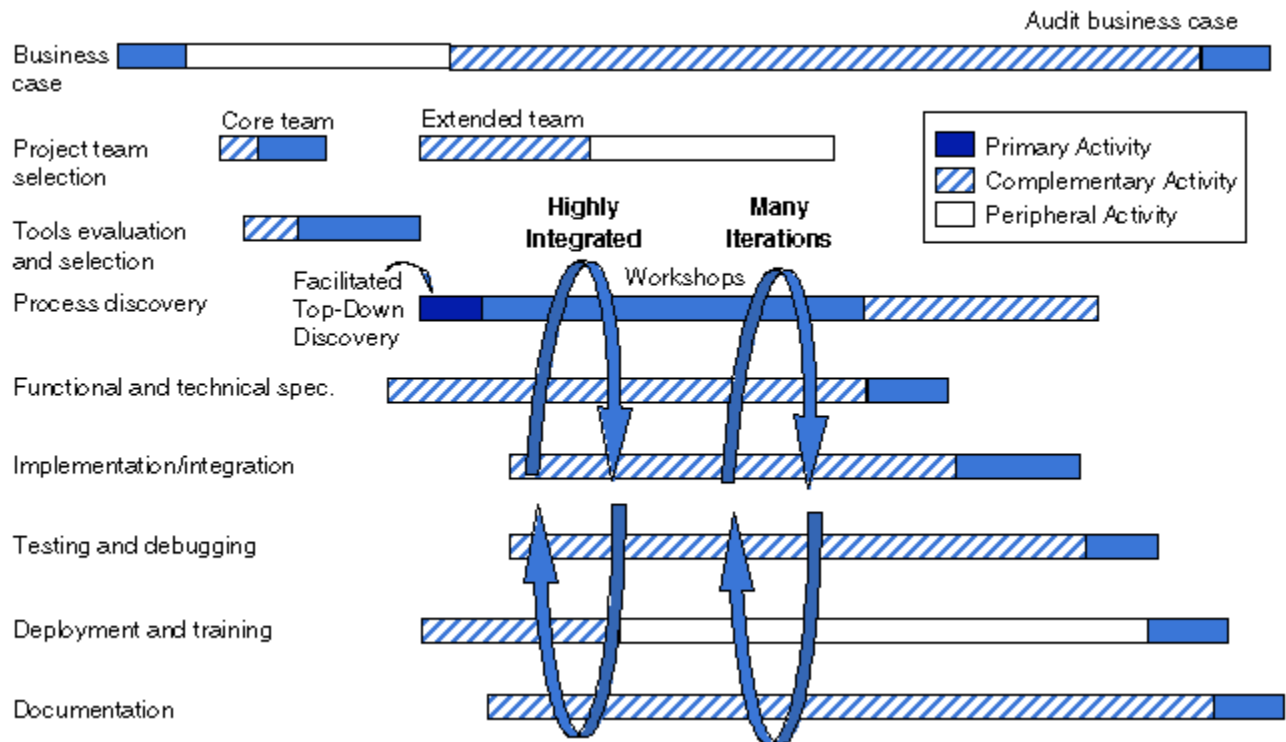 Audit business case
Business
case
Core team
Extended team
Project team
selection
Primary Activity
Complementary Activity
Peripheral Activity
Tools evaluation
and selection
Highly
Integrated
Many
Iterations
Process discovery
Facilitated
Top-Down
Discovery
Workshops
Functional and technical spec.
Implementation/integration
Testing and debugging
Deployment and training
Documentation